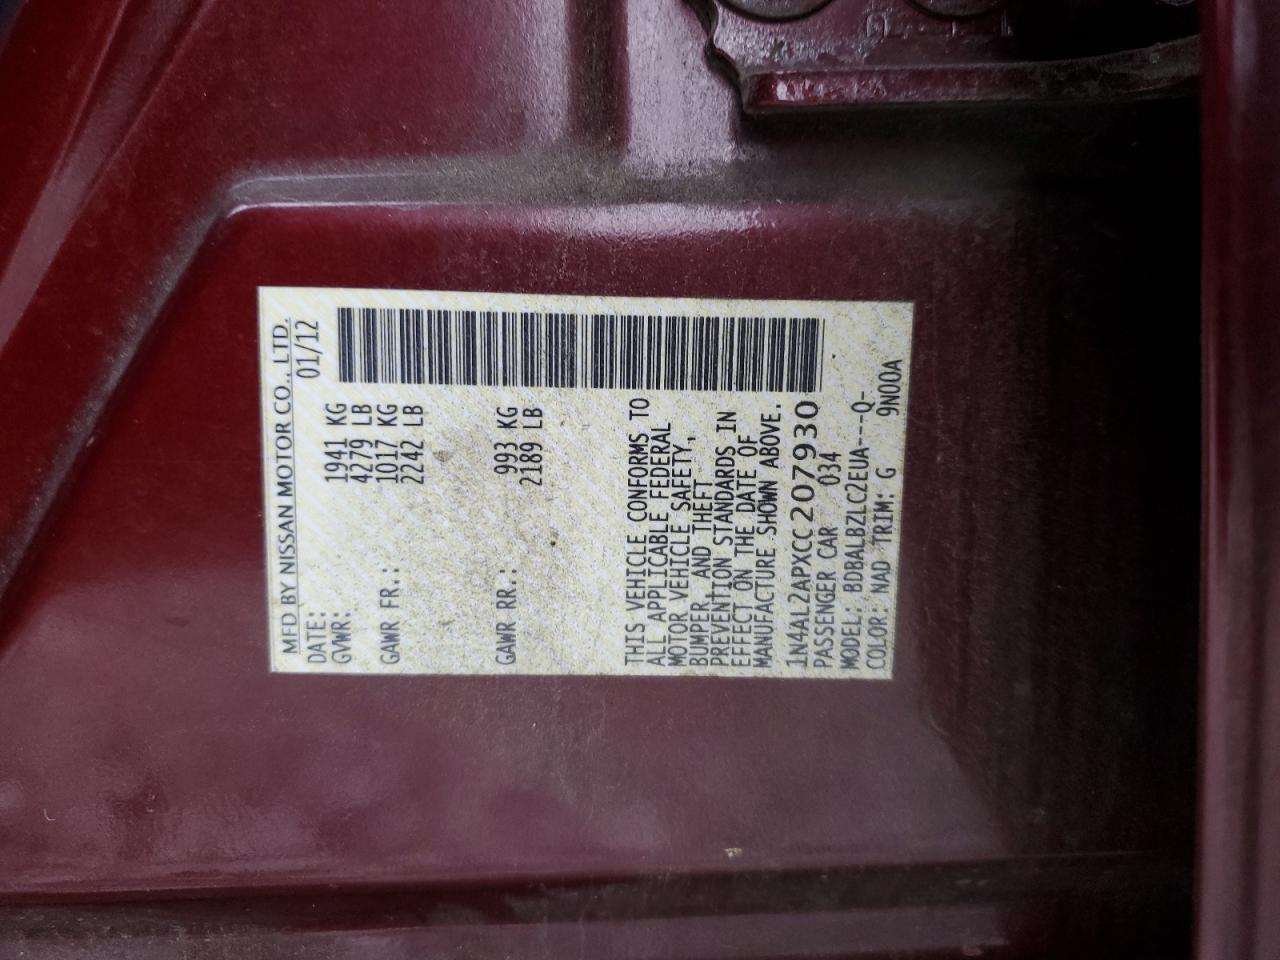 MFD BY NISSAN MOTOR CO., LTD.
DATE: 01/12
GVWR: 1941 KG
4279 LB
GAWR FR.: 1017 KG
2242 LB
GAWR RR.: 993 KG
2189 LB
THIS VEHICLE CONFORMS TO
ALL APPLICABLE FEDERAL
MOTOR VEHICLE SAFETY,
BUMPER, AND THEFT
PREVENTION STANDARDS IN
EFFECT ON THE DATE OF
MANUFACTURE SHOWN ABOVE.
1N4AL2APXCC207930
PASSENGER CAR 034
MODEL: BDBALBZLC2EUA---Q-
COLOR: NAD TRIM: G 9N00A